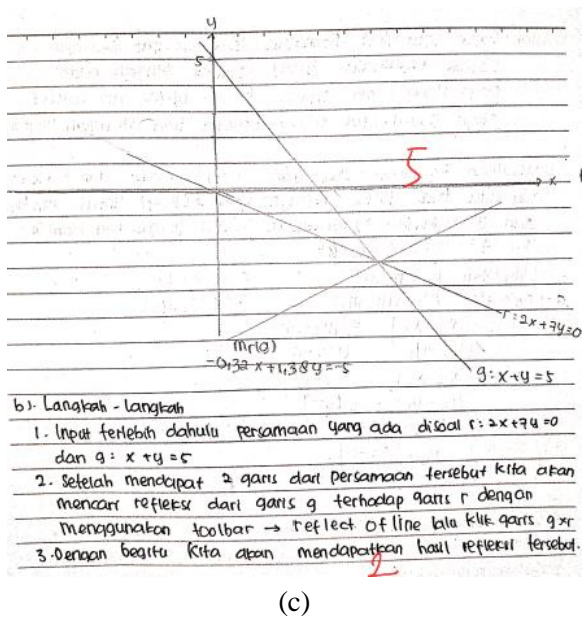 y
5
5
x
r: 2x+7y=0
mr(g)
-0,32 x+1,38y=-5
g: x+y=5
b). Langkah - langkah
1. Input terlebih dahulu persamaan yang ada disoal r: 2x+7y=0
dan g: x+y=5
2. Setelah mendapat 2 garis dari persamaan tersebut kita akan
mencari refleksi dari garis g terhadap garis r dengan
menggunakan toolbar → reflect of line lalu klik garis g×r
3. Dengan begitu kita akan mendapatkan hasil refleksi tersebut.
2
(c)